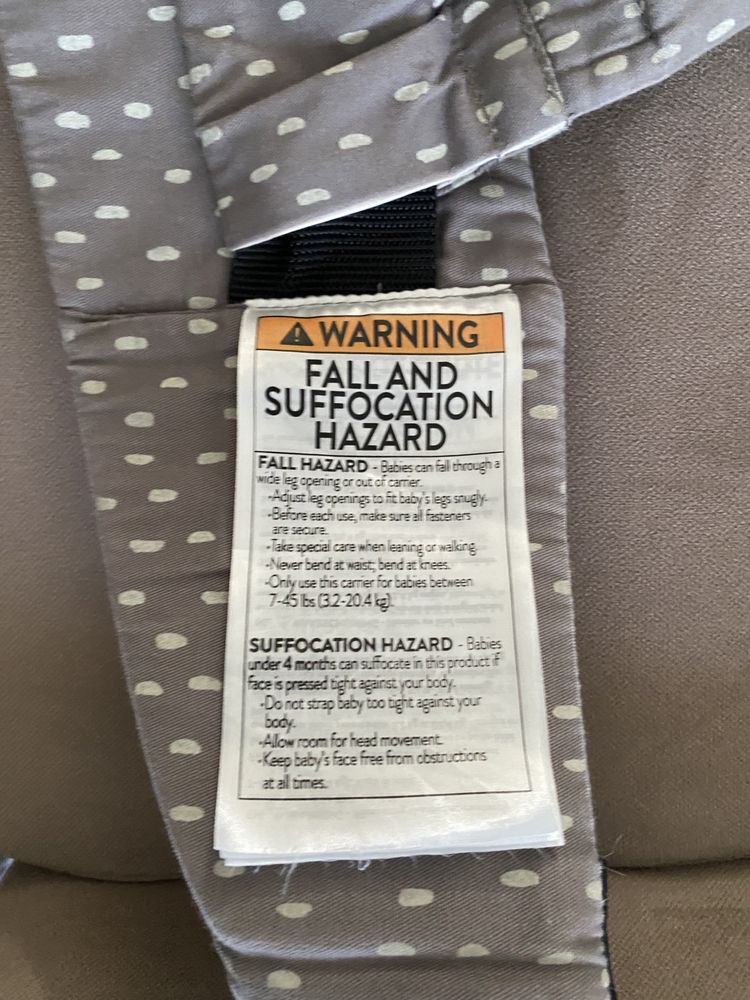 WARNING
FALL AND
SUFFOCATION
HAZARD
FALL HAZARD - Babies can fall through a
wide leg opening or out of carrier.
-Adjust leg openings to fit baby's legs snugly.
-Before each use, make sure all fasteners
are secure.
-Take special care when leaning or walking.
-Never bend at waist; bend at knees.
-Only use this carrier for babies between
7-45 lbs (3.2-20.4 kg).
SUFFOCATION HAZARD - Babies
under 4 months can suffocate in this product if
face is pressed tight against your body.
-Do not strap baby too tight against your
body.
-Allow room for head movement.
-Keep baby's face free from obstructions
at all times.